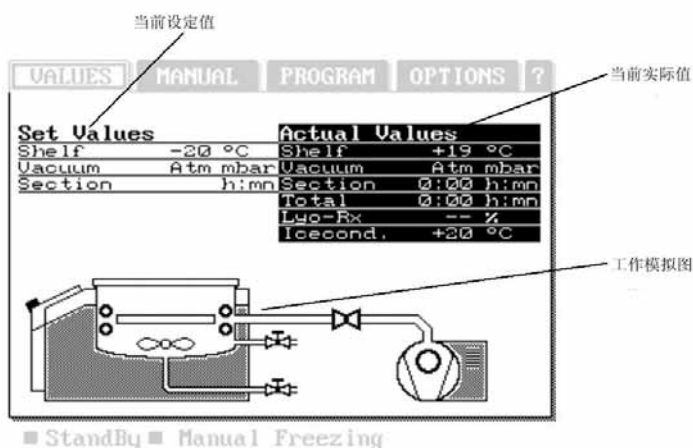 当前设定值
VALUES MANUAL PROGRAM OPTIONS ?
当前实际值
Set Values Actual Values
Shelf -20 °C Shelf +19 °C
Vacuum Atm mbar Vacuum Atm mbar
Section h:mn Section 0:00 h:mn
Total 0:00 h:mn
Lyo-Rx -- %
Icecond. +20 °C
工作模拟图
StandBy Manual Freezing